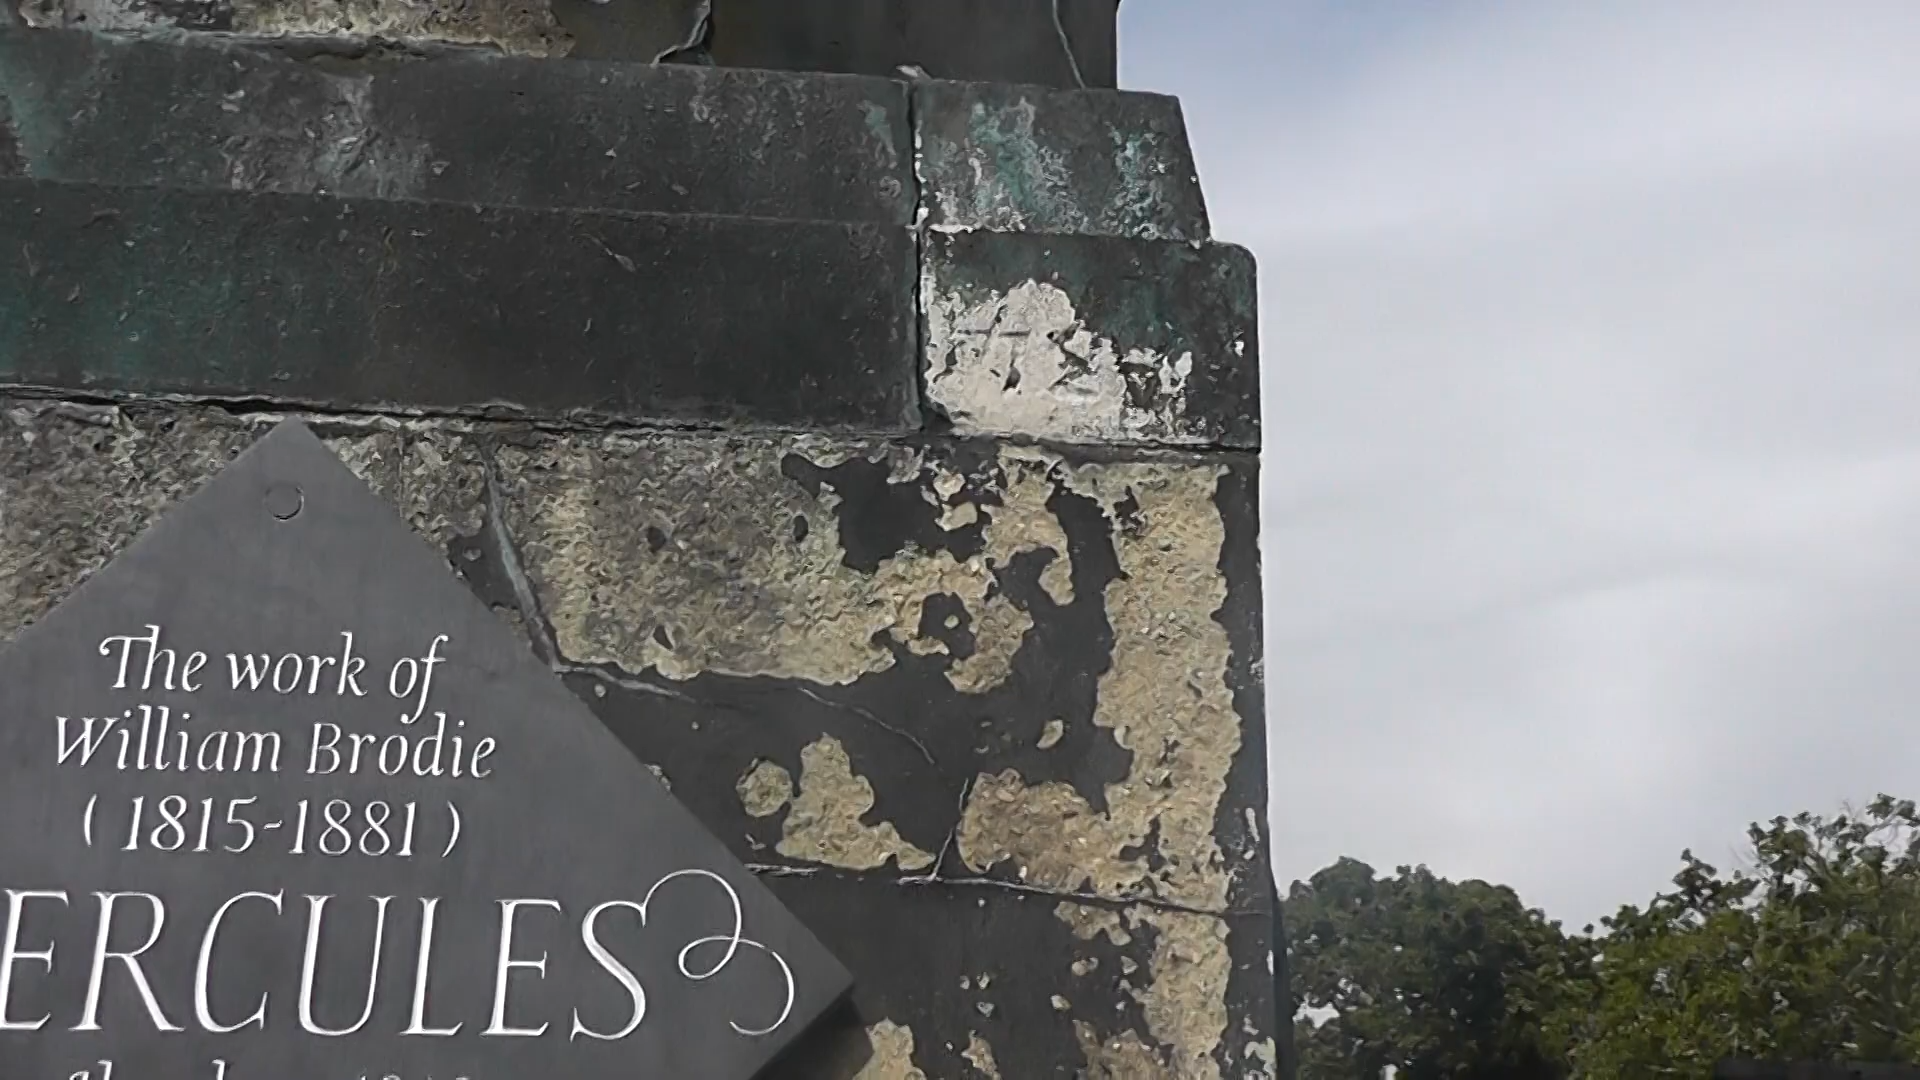 The work of
William Brodie
(1815-1881)
ERCULES